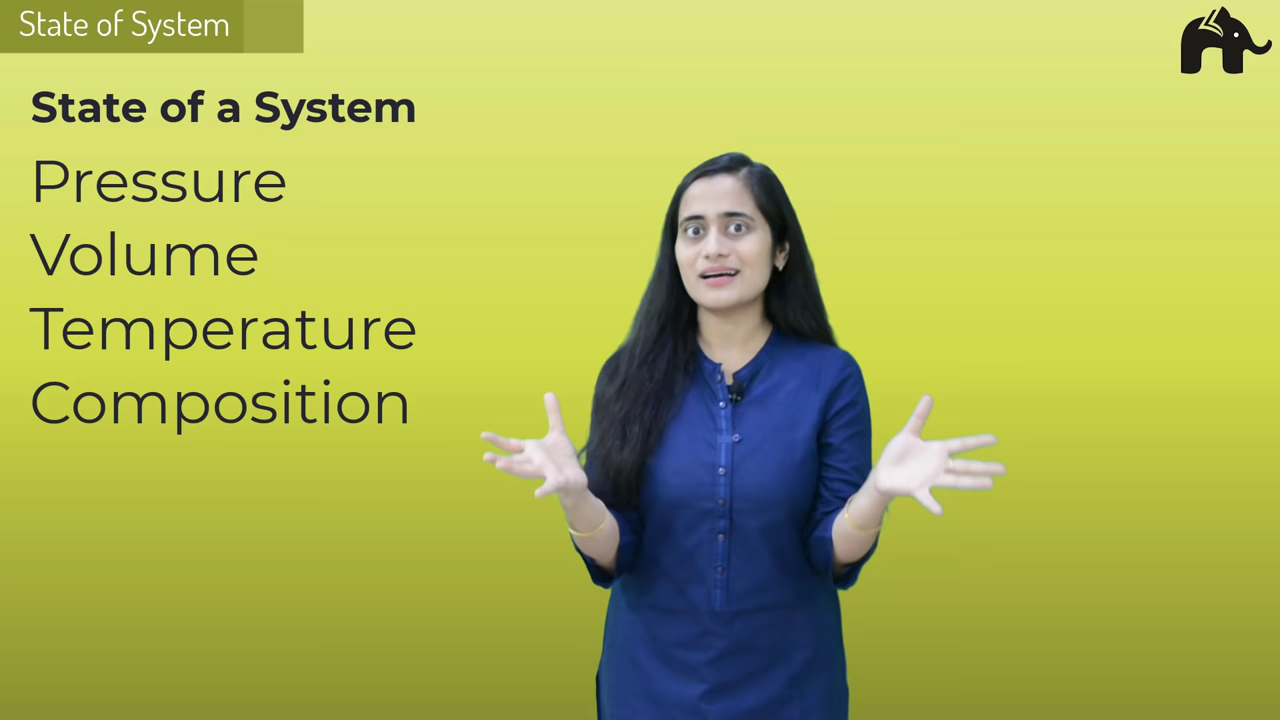 State of System
State of a System
Pressure
Volume
Temperature
Composition